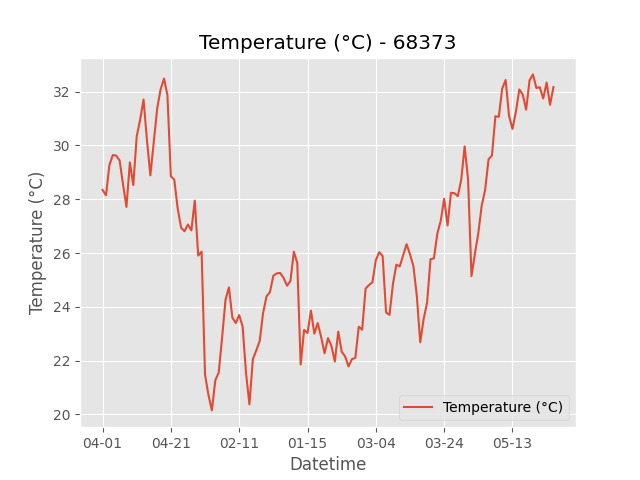 Temperature (°C) - 68373
Temperature (°C)
32
30
28
26
24
22
20
Temperature (°C)
04-01 04-21 02-11 01-15 03-04 03-24 05-13
Datetime